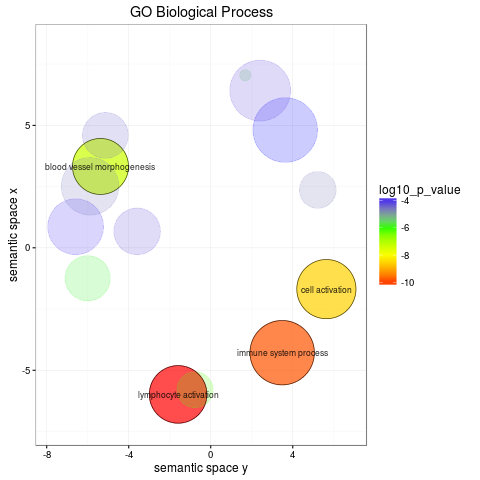 GO Biological Process
5
0
-5
semantic space x
blood vessel morphogenesis
cell activation
immune system process
lymphocyte activation
-8
-4
0
4
semantic space y
log10_p_value
-4
-6
-8
-10